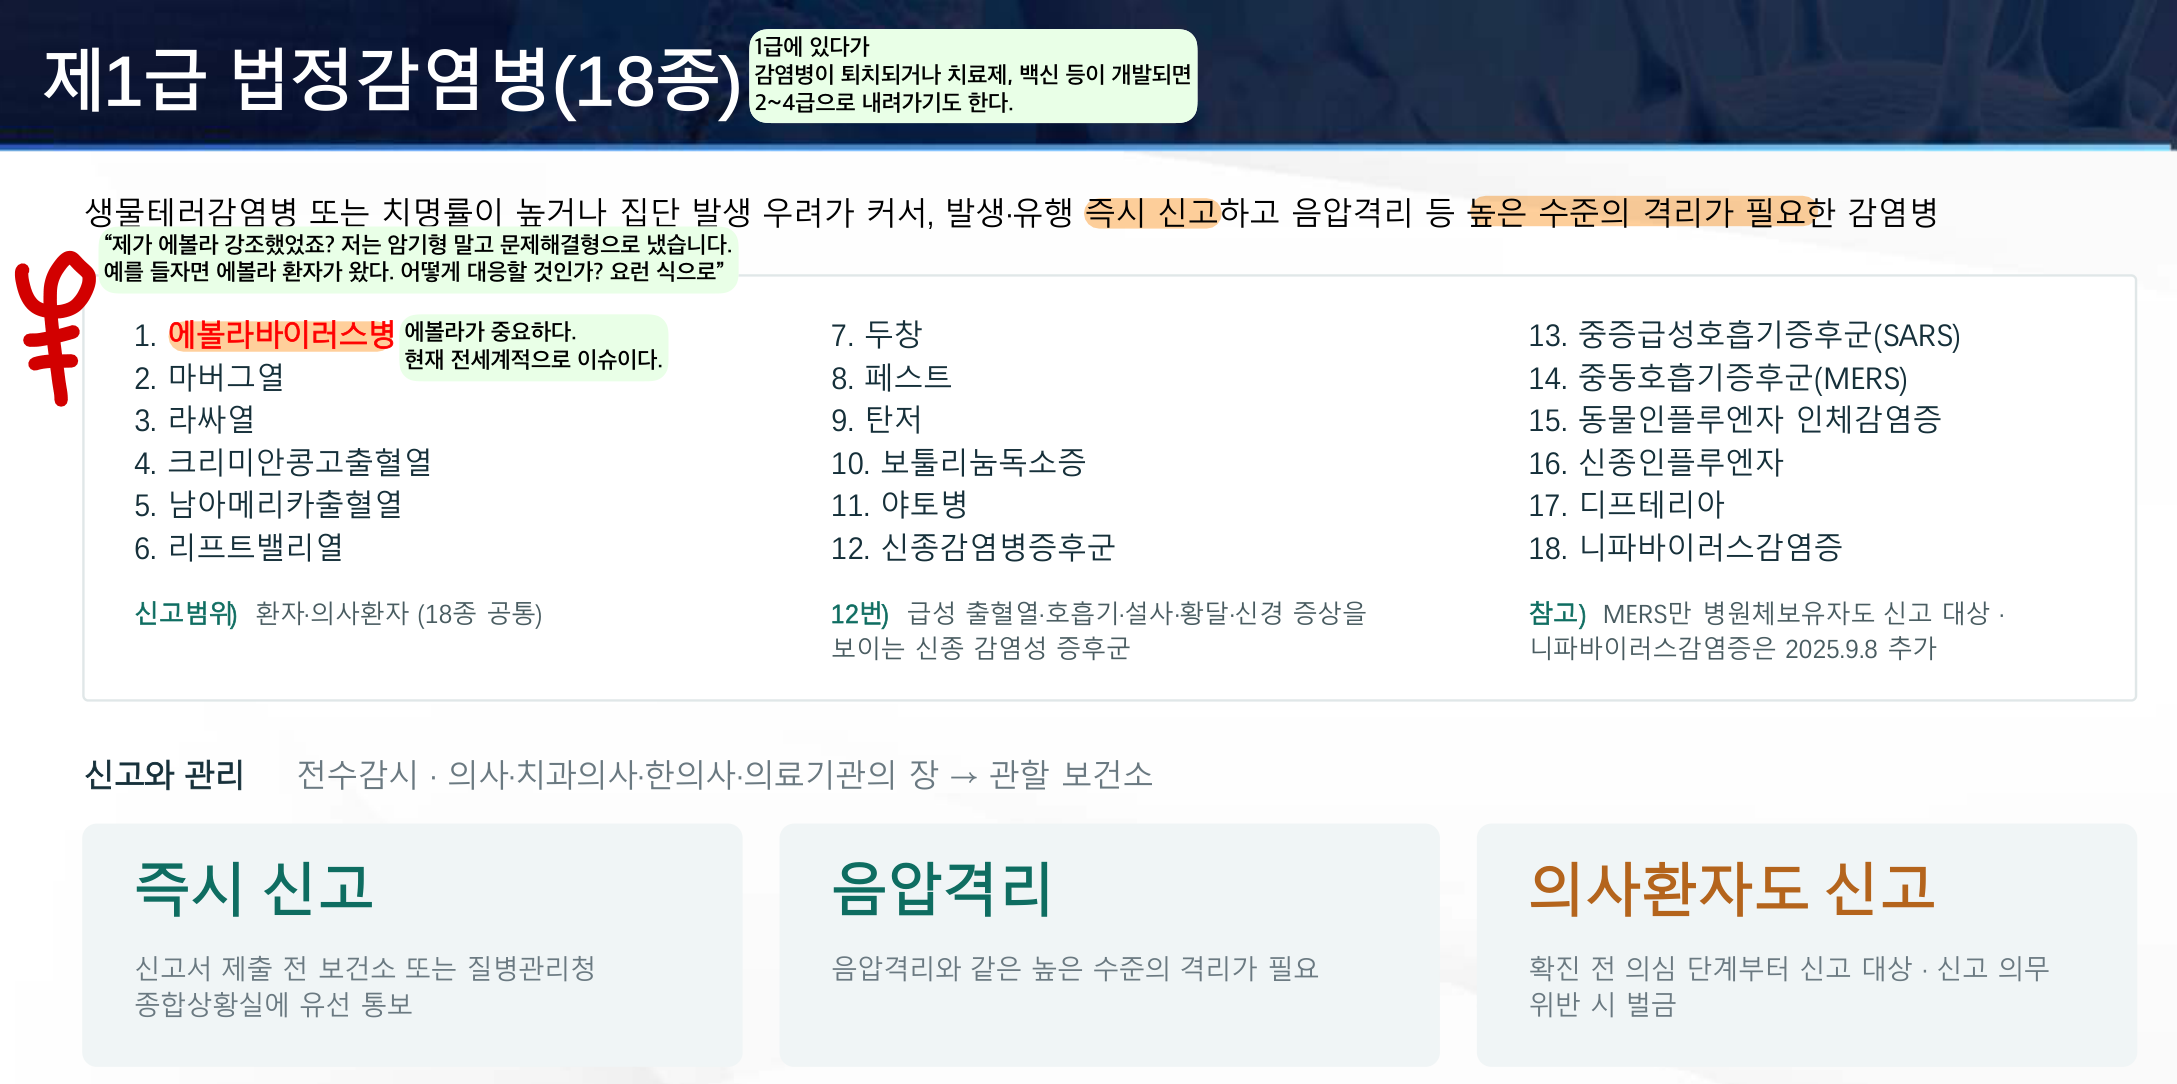 제1급 법정감염병(18종)
1급에 있다가
감염병이 퇴치되거나 치료제, 백신 등이 개발되면
2~4급으로 내려가기도 한다.
생물테러감염병 또는 치명률이 높거나 집단 발생 우려가 커서, 발생·유행 즉시 신고하고 음압격리 등 높은 수준의 격리가 필요한 감염병
“제가 에볼라 강조했었죠? 저는 암기형 말고 문제해결형으로 냈습니다.
예를 들자면 에볼라 환자가 왔다. 어떻게 대응할 것인가? 요런 식으로”
1. 에볼라바이러스병
에볼라가 중요하다.
현재 전세계적으로 이슈이다.
2. 마버그열
3. 라싸열
4. 크리미안콩고출혈열
5. 남아메리카출혈열
6. 리프트밸리열
신고범위) 환자·의사환자 (18종 공통)
7. 두창
8. 페스트
9. 탄저
10. 보툴리눔독소증
11. 야토병
12. 신종감염병증후군
12번) 급성 출혈열·호흡기·설사·황달·신경 증상을
보이는 신종 감염성 증후군
13. 중증급성호흡기증후군(SARS)
14. 중동호흡기증후군(MERS)
15. 동물인플루엔자 인체감염증
16. 신종인플루엔자
17. 디프테리아
18. 니파바이러스감염증
참고) MERS만 병원체보유자도 신고 대상 ·
니파바이러스감염증은 2025.9.8 추가
신고와 관리 전수감시 · 의사·치과의사·한의사·의료기관의 장 → 관할 보건소
즉시 신고
신고서 제출 전 보건소 또는 질병관리청
종합상황실에 유선 통보
음압격리
음압격리와 같은 높은 수준의 격리가 필요
의사환자도 신고
확진 전 의심 단계부터 신고 대상 · 신고 의무
위반 시 벌금